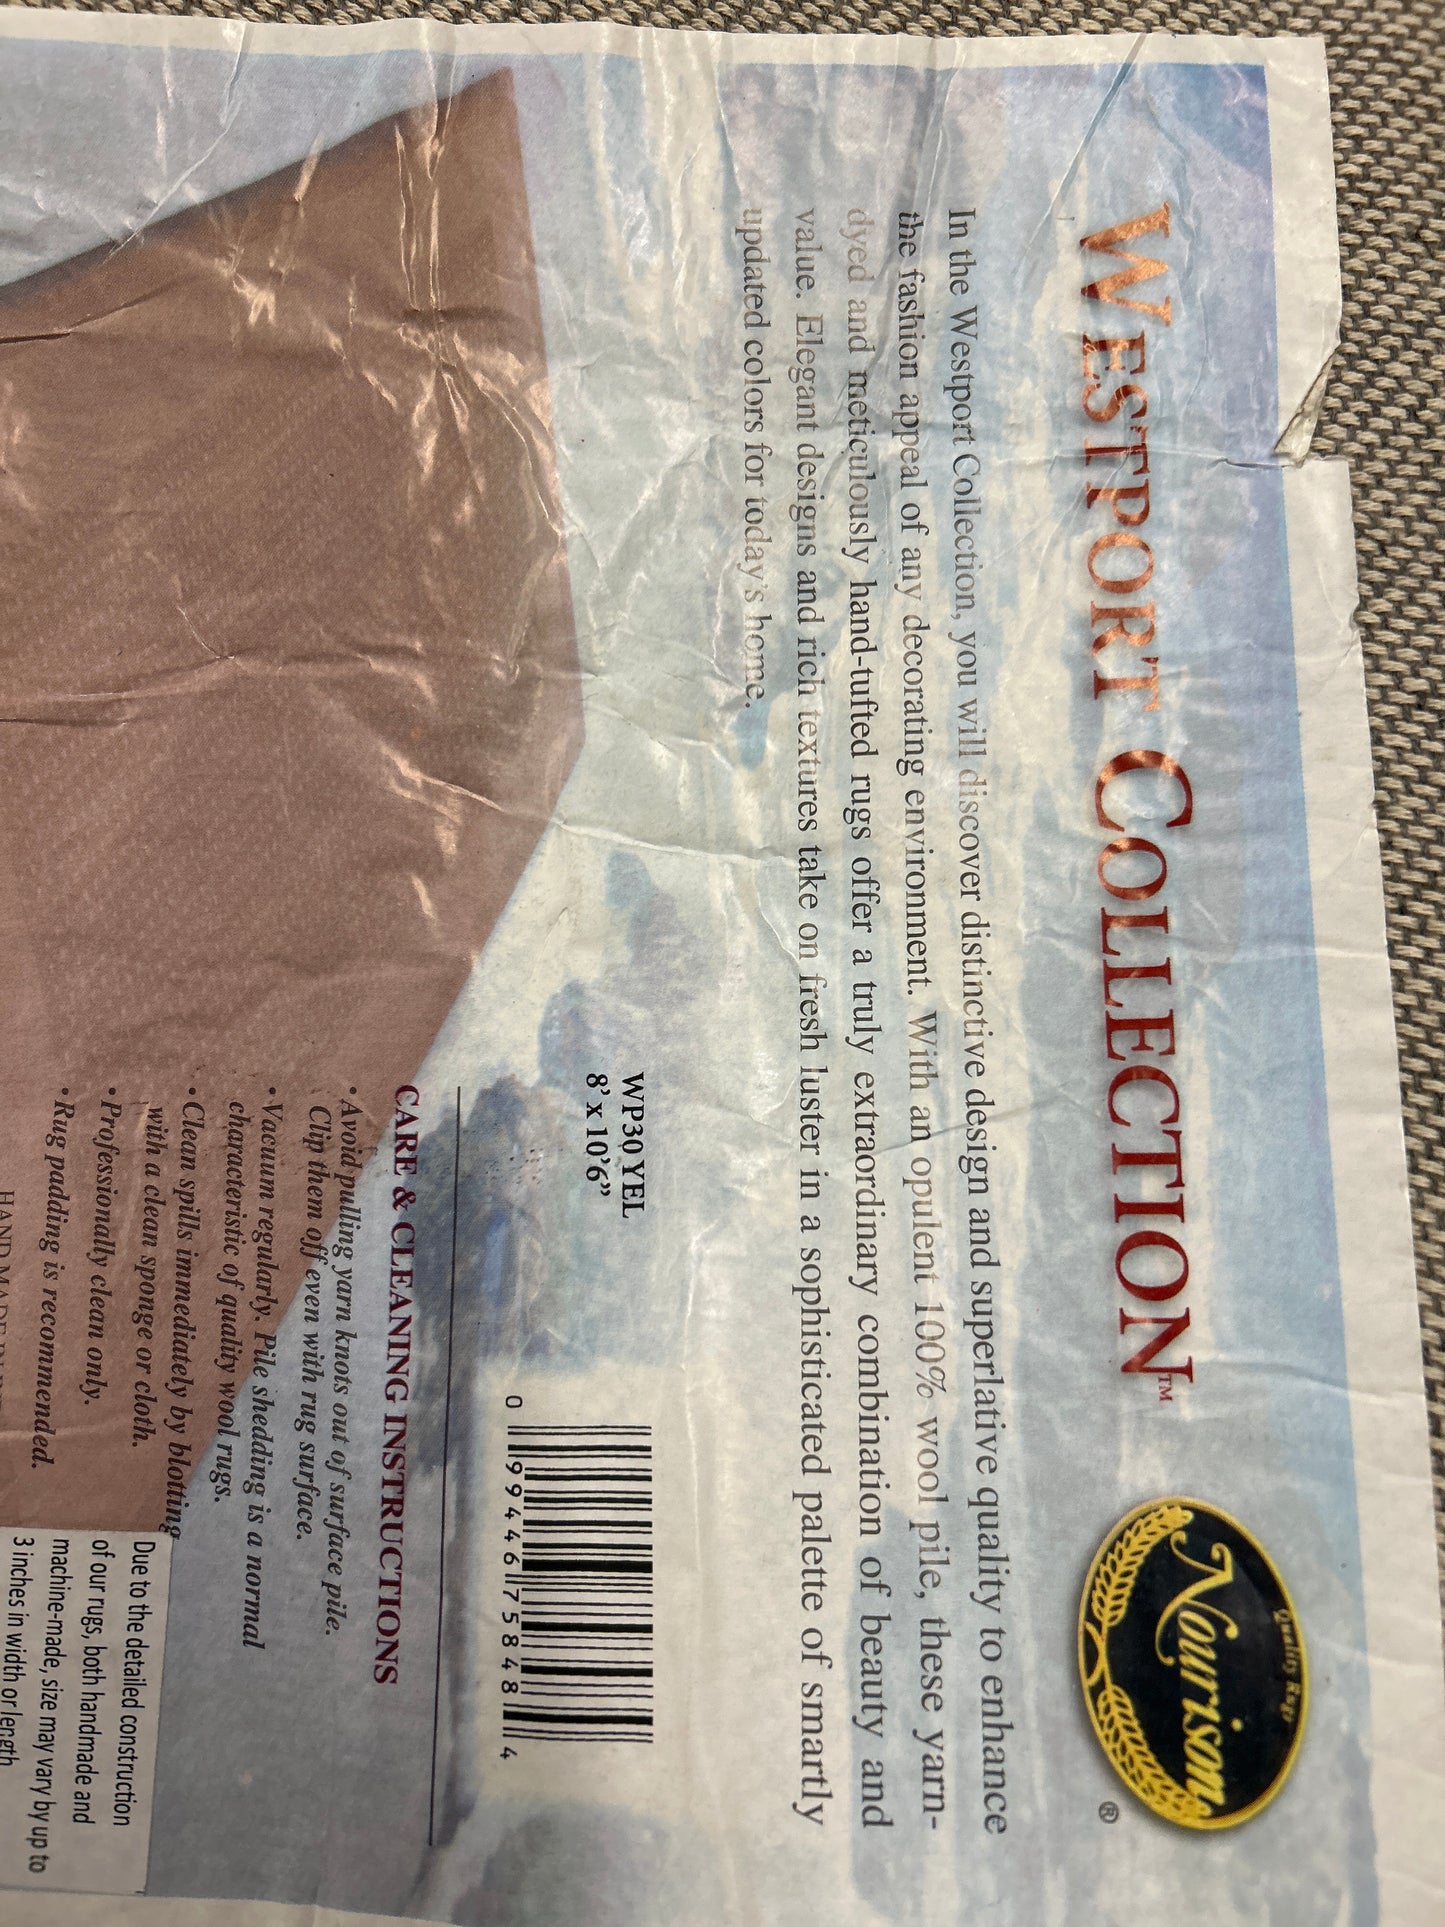 WESTPORT COLLECTION™
Quality Rugs
Nourison
®
In the Westport Collection, you will discover distinctive design and superlative quality to enhance
the fashion appeal of any decorating environment. With an opulent 100% wool pile, these yarn-
dyed and meticulously hand-tufted rugs offer a truly extraordinary combination of beauty and
value. Elegant designs and rich textures take on fresh luster in a sophisticated palette of smartly
updated colors for today's home.
WP30 YEL
8' x 10'6"
0 99446 75848 4
CARE & CLEANING INSTRUCTIONS
•Avoid pulling yarn knots out of surface pile.
Clip them off even with rug surface.
•Vacuum regularly. Pile shedding is a normal
characteristic of quality wool rugs.
•Clean spills immediately by blotting
with a clean sponge or cloth.
•Professionally clean only.
•Rug padding is recommended.
Due to the detailed construction
of our rugs, both handmade and
machine-made, size may vary by up to
3 inches in width or length